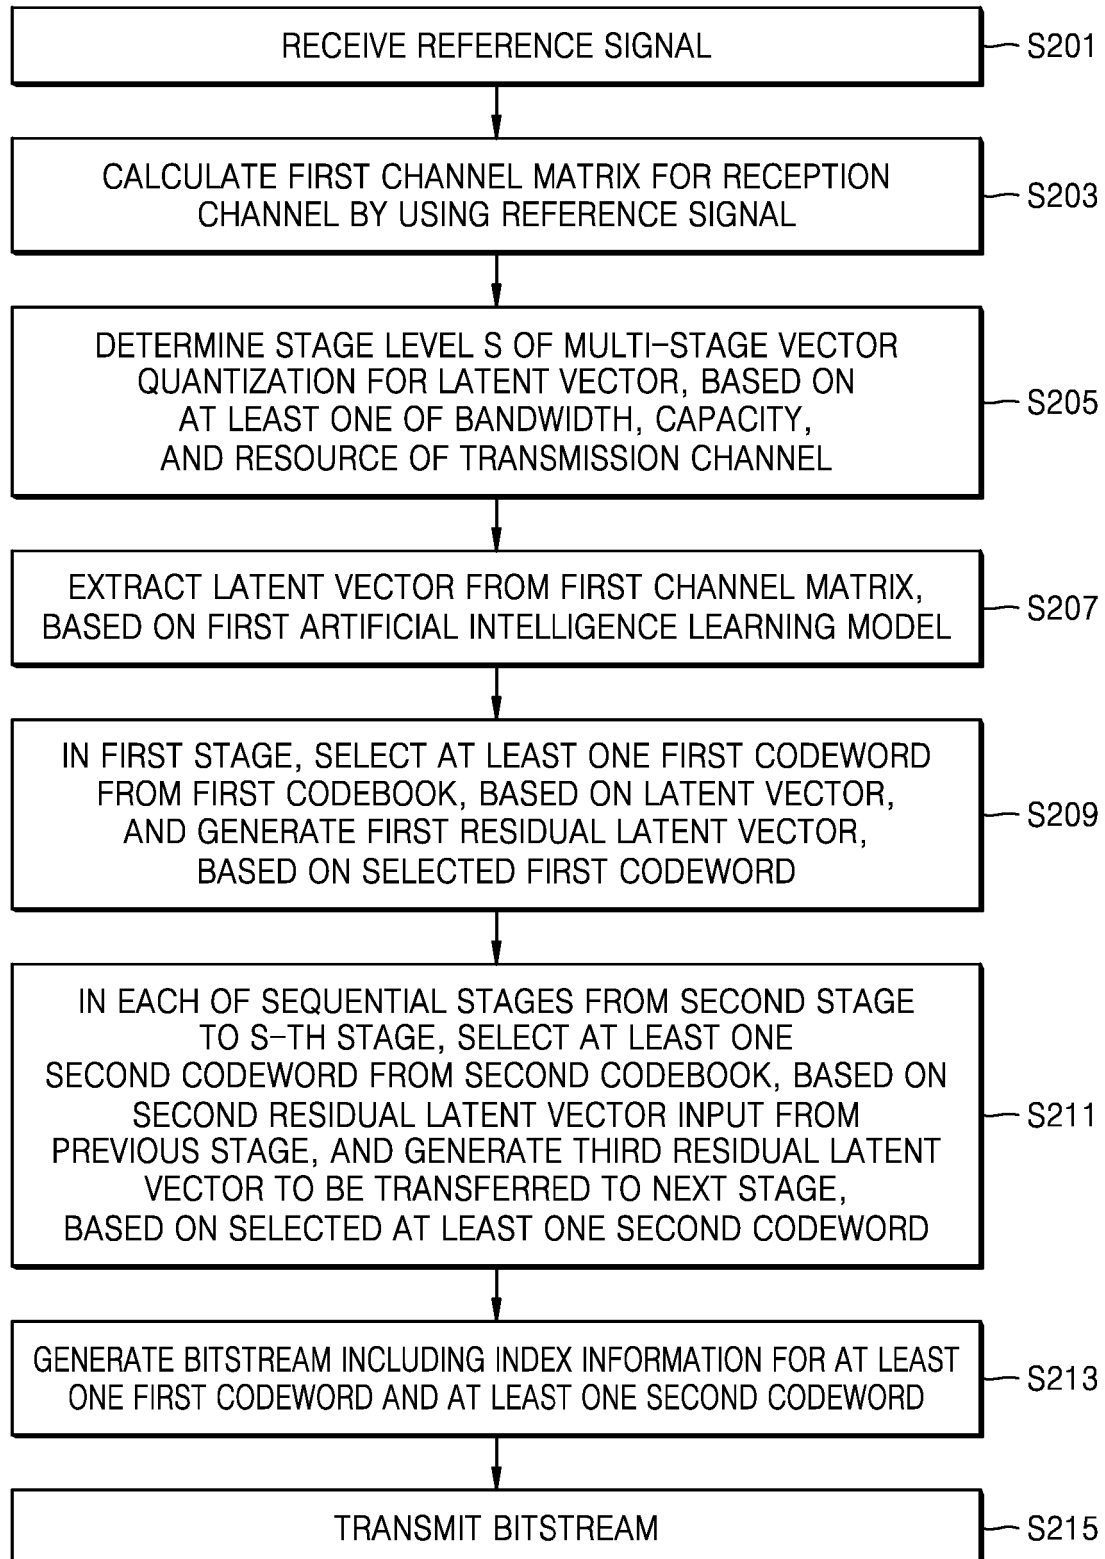 RECEIVE REFERENCE SIGNAL
S201
CALCULATE FIRST CHANNEL MATRIX FOR RECEPTION
CHANNEL BY USING REFERENCE SIGNAL
S203
DETERMINE STAGE LEVEL S OF MULTI-STAGE VECTOR
QUANTIZATION FOR LATENT VECTOR, BASED ON
AT LEAST ONE OF BANDWIDTH, CAPACITY,
AND RESOURCE OF TRANSMISSION CHANNEL
S205
EXTRACT LATENT VECTOR FROM FIRST CHANNEL MATRIX,
BASED ON FIRST ARTIFICIAL INTELLIGENCE LEARNING MODEL
S207
IN FIRST STAGE, SELECT AT LEAST ONE FIRST CODEWORD
FROM FIRST CODEBOOK, BASED ON LATENT VECTOR,
AND GENERATE FIRST RESIDUAL LATENT VECTOR,
BASED ON SELECTED FIRST CODEWORD
S209
IN EACH OF SEQUENTIAL STAGES FROM SECOND STAGE
TO S-TH STAGE, SELECT AT LEAST ONE
SECOND CODEWORD FROM SECOND CODEBOOK, BASED ON
SECOND RESIDUAL LATENT VECTOR INPUT FROM
PREVIOUS STAGE, AND GENERATE THIRD RESIDUAL LATENT
VECTOR TO BE TRANSFERRED TO NEXT STAGE,
BASED ON SELECTED AT LEAST ONE SECOND CODEWORD
S211
GENERATE BITSTREAM INCLUDING INDEX INFORMATION FOR AT LEAST
ONE FIRST CODEWORD AND AT LEAST ONE SECOND CODEWORD
S213
TRANSMIT BITSTREAM
S215